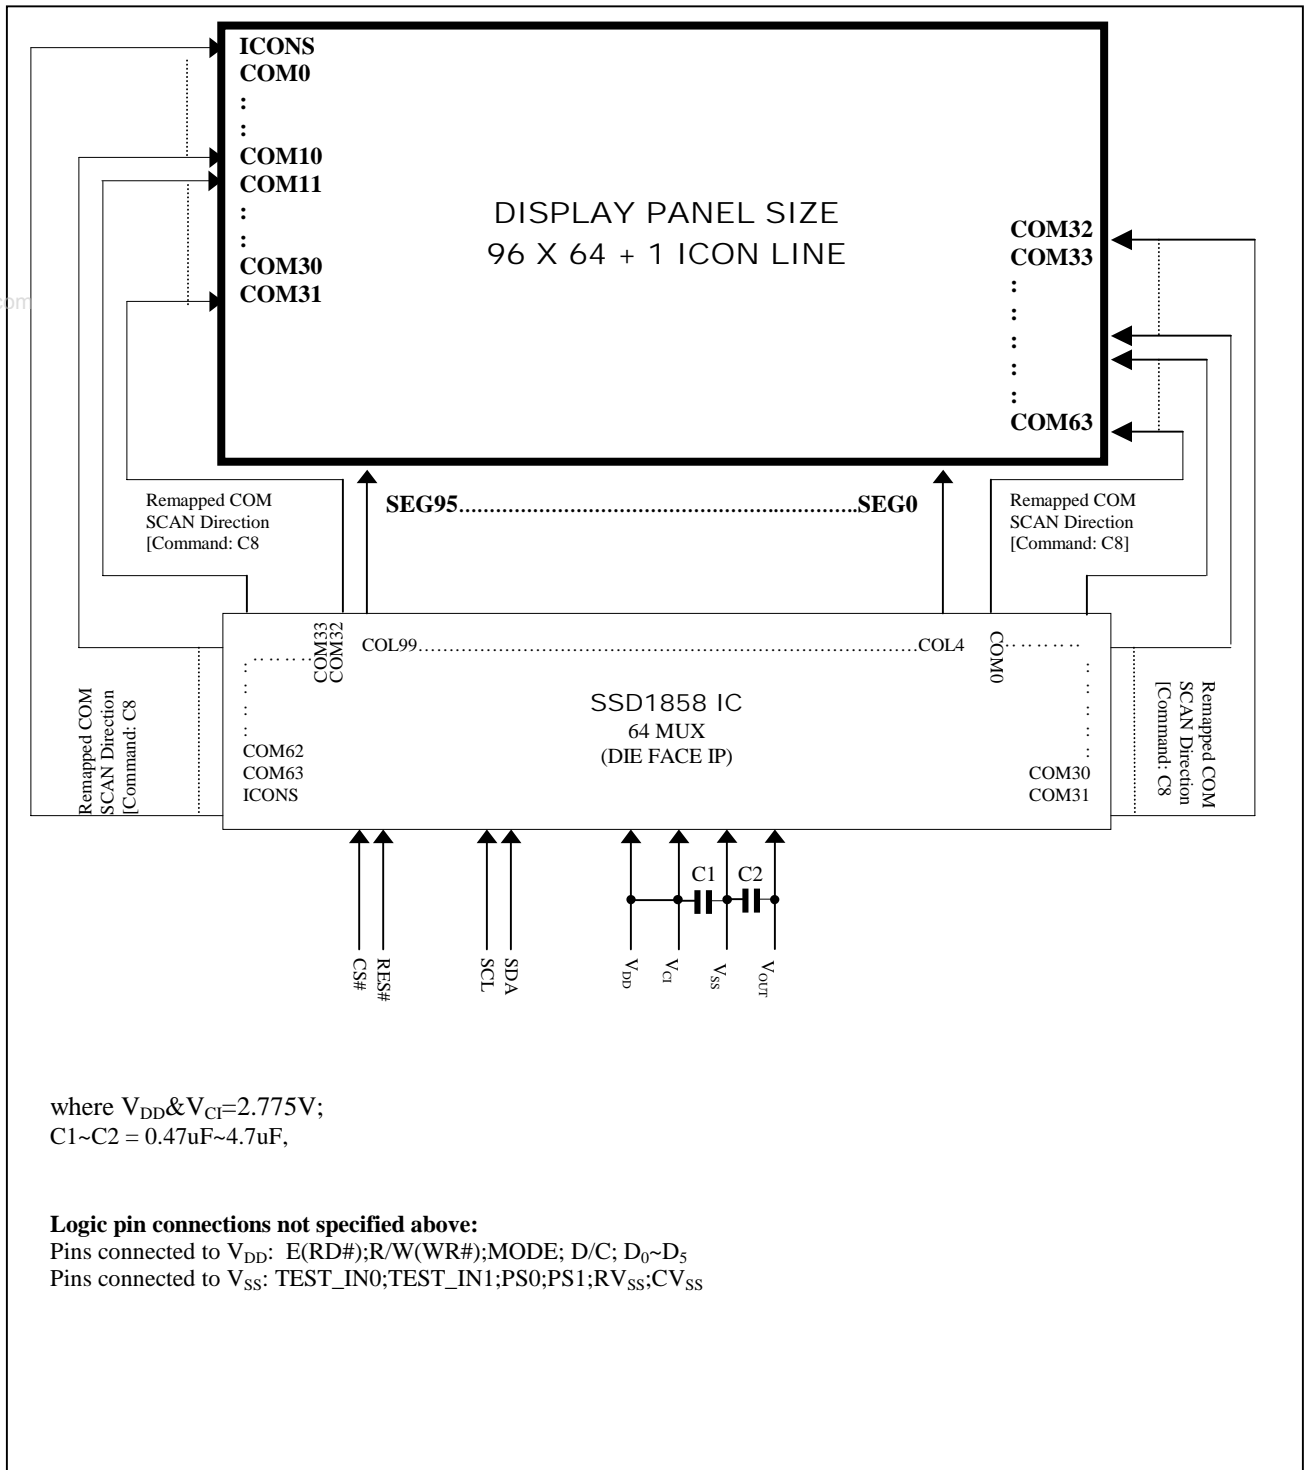 ICONS
COM0
:
:
COM10
COM11
:
:
COM30
COM31
DISPLAY PANEL SIZE
96 X 64 + 1 ICON LINE
COM32
COM33
:
:
:
:
:
COM63
com
Remapped COM
SCAN Direction
[Command: C8
SEG95.............................................................SEG0
Remapped COM
SCAN Direction
[Command: C8]
COM33
COM32
COL99.............................................................COL4
COM0
SSD1858 IC
64 MUX
(DIE FACE IP)
COM62
COM63
ICONS
COM30
COM31
Remapped COM
SCAN Direction
[Command: C8
Remapped COM
SCAN Direction
[Command: C8
C1
C2
CS#
RES#
SCL
SDA
VDD
VCI
VSS
VOUT
where VDD&VCI=2.775V;
C1~C2 = 0.47uF~4.7uF,
Logic pin connections not specified above:
Pins connected to VDD: E(RD#);R/W(WR#);MODE; D/C; D0~D5
Pins connected to VSS: TEST_IN0;TEST_IN1;PS0;PS1;RVSS;CVSS